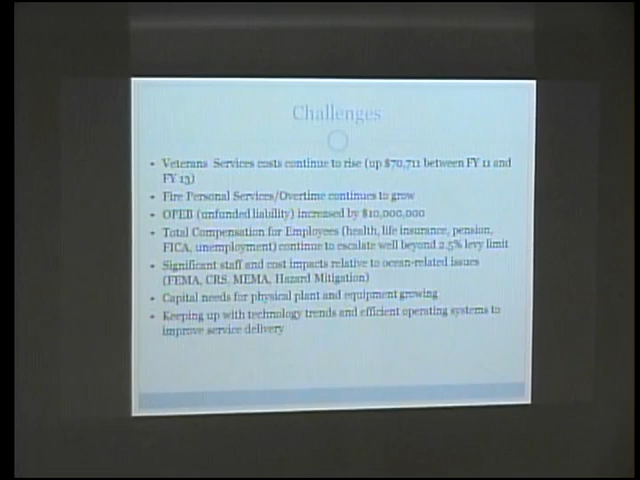 Challenges
• Veterans Services costs continue to rise (up $70,711 between FY 11 and
FY 13)
• Fire Personal Services/Overtime continues to grow
• OPEB (unfunded liability) increased by $10,000,000
• Total Compensation for Employees (health, life insurance, pension,
FICA, unemployment) continue to escalate well beyond 2.5% levy limit
• Significant staff and cost impacts relative to ocean-related issues
(FEMA, CRS, MEMA, Hazard Mitigation)
• Capital needs for physical plant and equipment growing
• Keeping up with technology trends and efficient operating systems to
improve service delivery